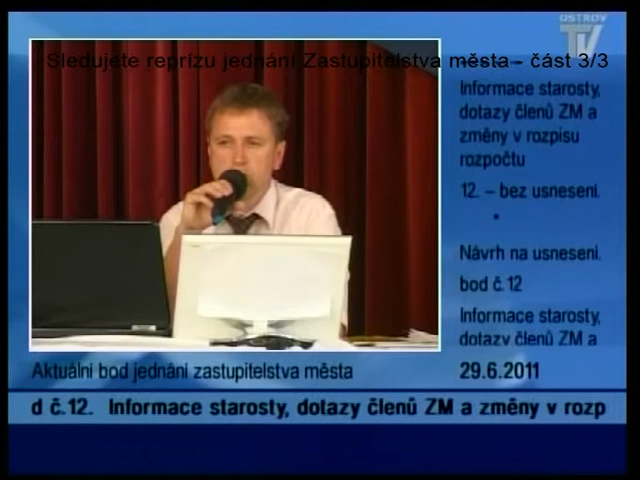 OSTROV
TV
Sledujete reprízu jednání Zastupitelstva města - část 3/3
Informace starosty,
dotazy členů ZM a
změny v rozpisu
rozpočtu
12. – bez usnesení.
Návrh na usnesení.
bod č.12
Informace starosty,
dotazy členů ZM a
Aktuální bod jednání zastupitelstva města
29.6.2011
d č.12. Informace starosty, dotazy členů ZM a změny v rozp